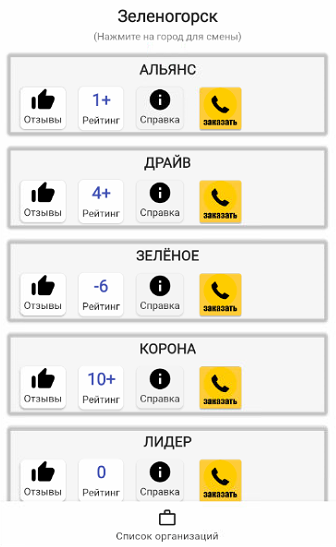 Зеленогорск
(Нажмите на город для смены)
АЛЬЯНС
1+
Отзывы Рейтинг Справка заказать
ДРАЙВ
4+
Отзывы Рейтинг Справка заказать
ЗЕЛЁНОЕ
-6
Отзывы Рейтинг Справка заказать
КОРОНА
10+
Отзывы Рейтинг Справка заказать
ЛИДЕР
0
Отзывы Рейтинг Справка заказать
Список организаций